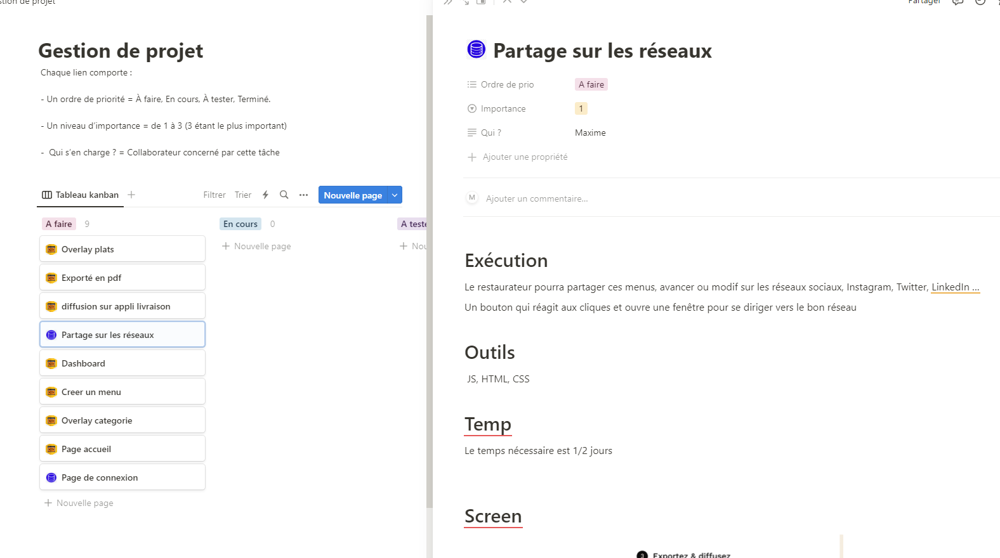 Gestion de projet
Chaque lien comporte :
- Un ordre de priorité = À faire, En cours, À tester, Terminé.
- Un niveau d’importance = de 1 à 3 (3 étant le plus important)
- Qui s’en charge ? = Collaborateur concerné par cette tâche
Tableau kanban
Filtrer Trier
Nouvelle page
A faire 9
En cours 0
Overlay plats
Nouvelle page
Exporté en pdf
diffusion sur appli livraison
Partage sur les réseaux
Dashboard
Creer un menu
Overlay categorie
Page accueil
Page de connexion
Nouvelle page
Partager
Partage sur les réseaux
Ordre de prio A faire
Importance 1
Qui ? Maxime
Ajouter une propriété
M Ajouter un commentaire...
Exécution
Le restaurateur pourra partager ces menus, avancer ou modif sur les réseaux sociaux, Instagram, Twitter, LinkedIn ...
Un bouton qui réagit aux cliques et ouvre une fenêtre pour se diriger vers le bon réseau
Outils
JS, HTML, CSS
Temp
Le temps nécessaire est 1/2 jours
Screen
3 Exportez & diffusez